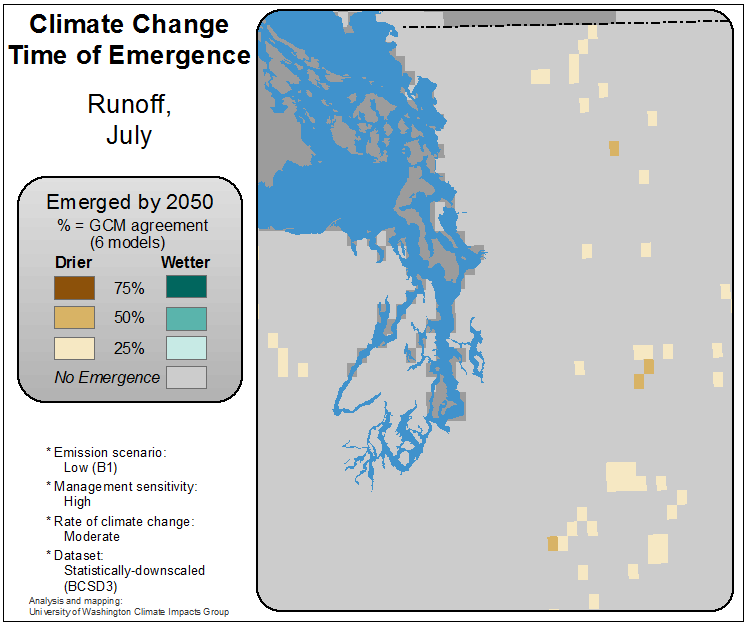 Climate Change
Time of Emergence
Runoff,
July
Emerged by 2050
% = GCM agreement
(6 models)
Drier Wetter
75%
50%
25%
No Emergence
* Emission scenario:
Low (B1)
* Management sensitivity:
High
* Rate of climate change:
Moderate
* Dataset:
Statistically-downscaled
(BCSD3)
Analysis and mapping:
University of Washington Climate Impacts Group